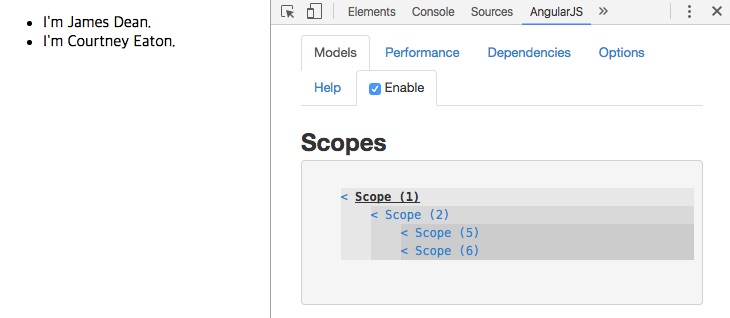 I'm James Dean.
I'm Courtney Eaton.
Elements Console Sources AngularJS »
Models Performance Dependencies Options
Help Enable
Scopes
< Scope (1)
< Scope (2)
< Scope (5)
< Scope (6)